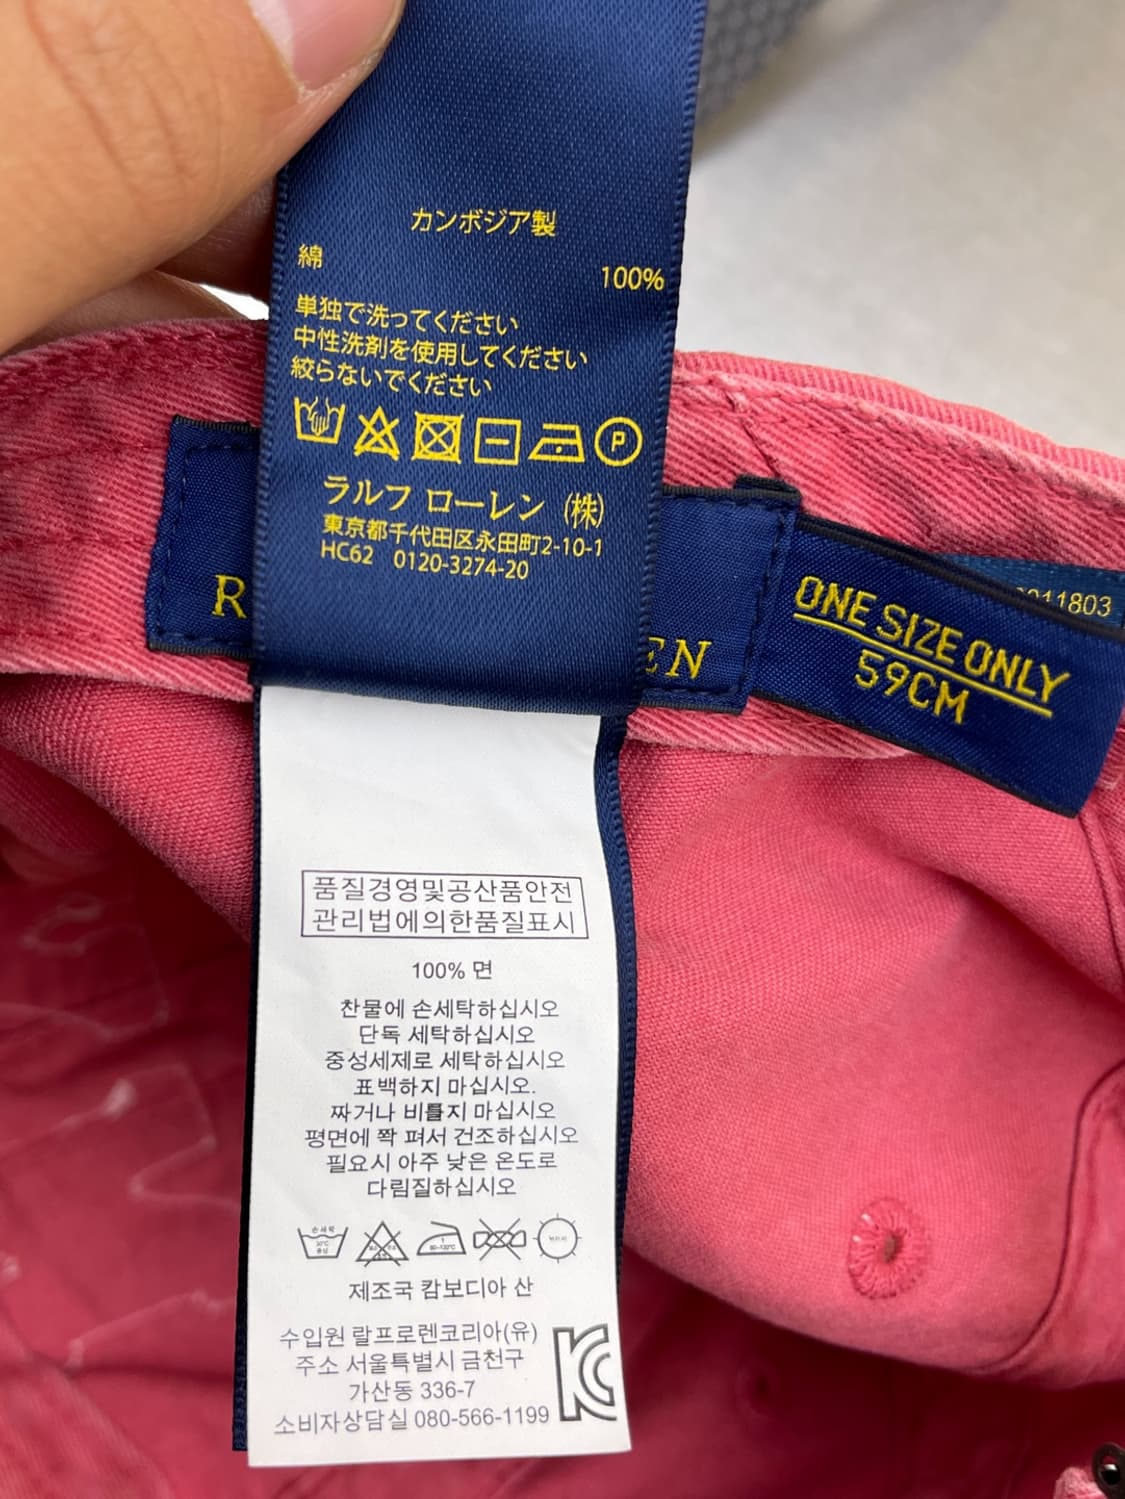 カンボジア製
綿 100%
単独で洗ってください
中性洗剤を使用してください
絞らないでください
P
ラルフ ローレン (株)
東京都千代田区永田町2-10-1
HC62 0120-3274-20
R
EN
ONE SIZE ONLY
59CM
11803
품질경영및공산품안전
관리법에의한품질표시
100% 면
찬물에 손세탁하십시오
단독 세탁하십시오
중성세제로 세탁하십시오
표백하지 마십시오.
짜거나 비틀지 마십시오
평면에 쫙 펴서 건조하십시오
필요시 아주 낮은 온도로
다림질하십시오
손세탁
30°C
중성
1
80~120°C
제조국 캄보디아 산
수입원 랄프로렌코리아(유)
주소 서울특별시 금천구
가산동 336-7
소비자상담실 080-566-1199